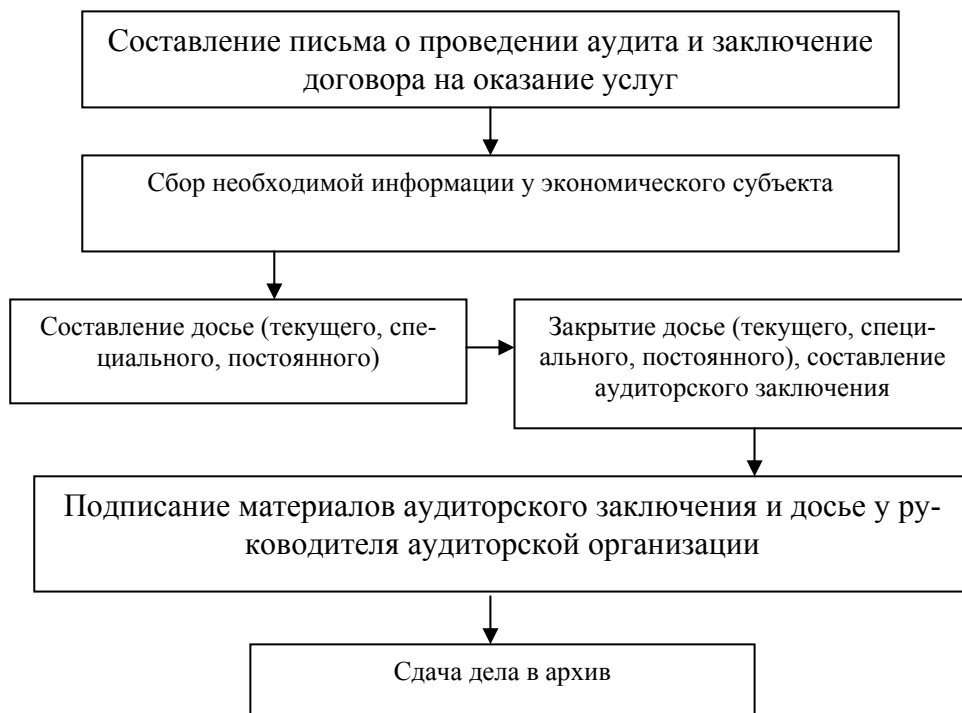 Составление письма о проведении аудита и заключение
договора на оказание услуг
Сбор необходимой информации у экономического субъекта
Составление досье (текущего, спе-
циального, постоянного)
Закрытие досье (текущего, специ-
ального, постоянного), составление
аудиторского заключения
Подписание материалов аудиторского заключения и досье у ру-
ководителя аудиторской организации
Сдача дела в архив